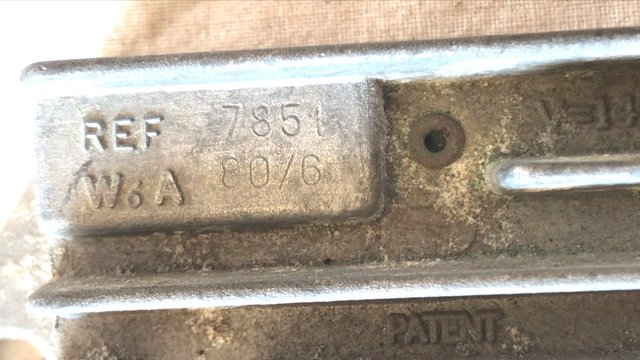 REF 7851
W6A 80/6
PATENT